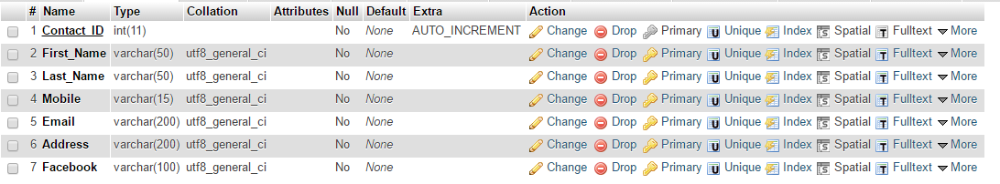 # Name Type Collation Attributes Null Default Extra Action
1 Contact_ID int(11) No None AUTO_INCREMENT Change Drop Primary Unique Index Spatial Fulltext More
2 First_Name varchar(50) utf8_general_ci No None Change Drop Primary Unique Index Spatial Fulltext More
3 Last_Name varchar(50) utf8_general_ci No None Change Drop Primary Unique Index Spatial Fulltext More
4 Mobile varchar(15) utf8_general_ci No None Change Drop Primary Unique Index Spatial Fulltext More
5 Email varchar(200) utf8_general_ci No None Change Drop Primary Unique Index Spatial Fulltext More
6 Address varchar(200) utf8_general_ci No None Change Drop Primary Unique Index Spatial Fulltext More
7 Facebook varchar(100) utf8_general_ci No None Change Drop Primary Unique Index Spatial Fulltext More